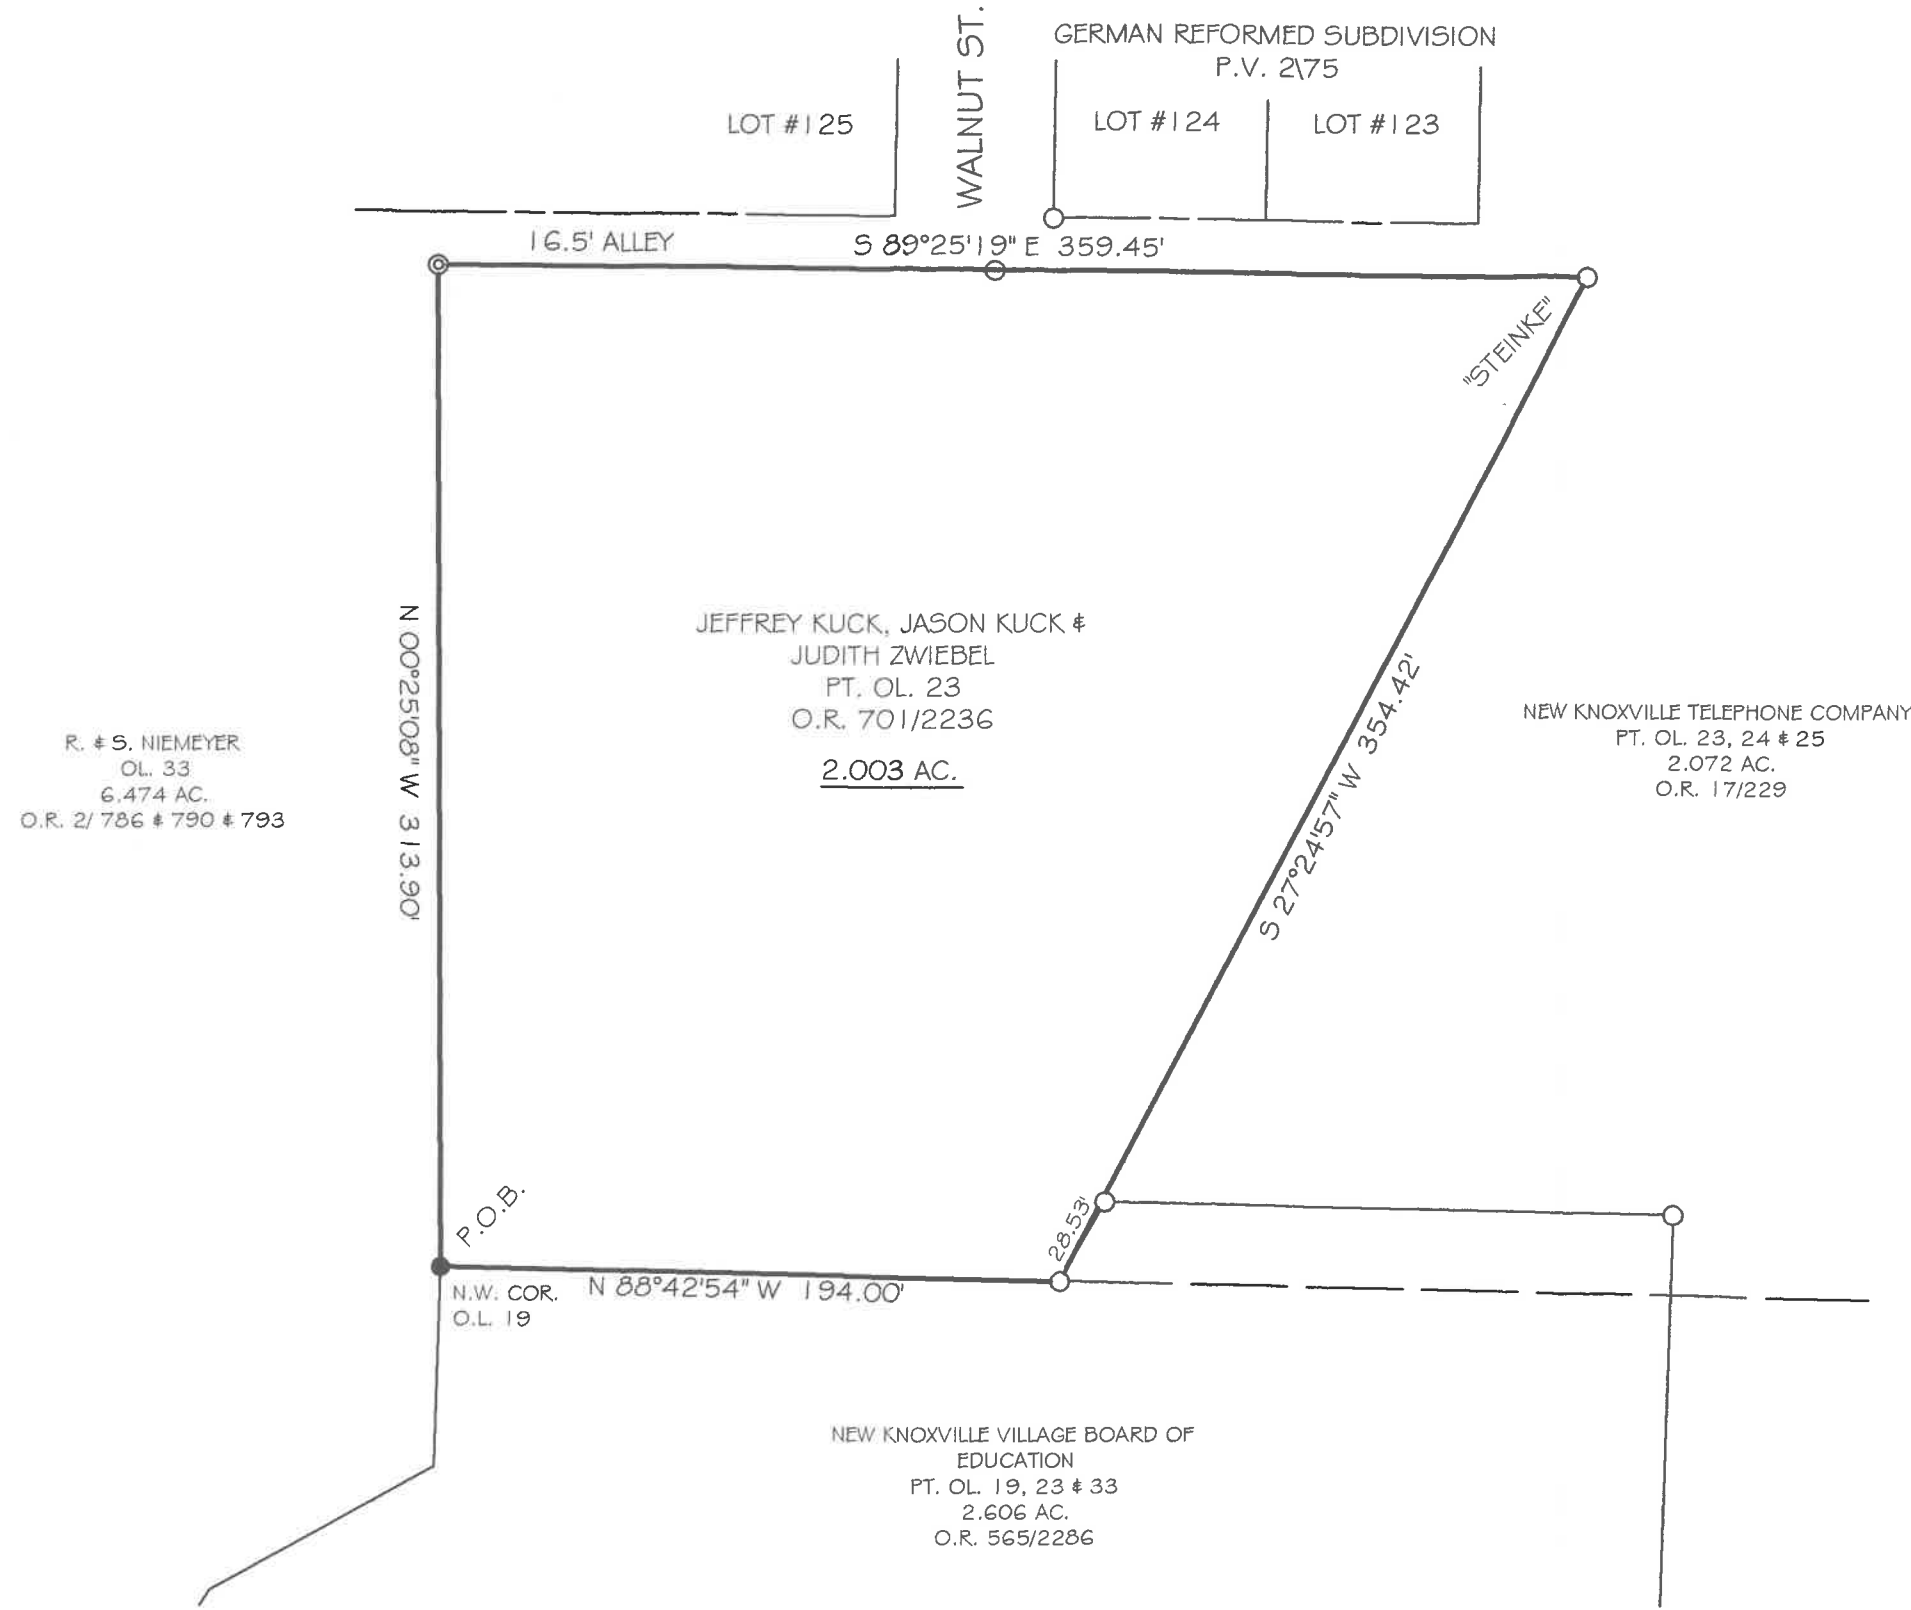 GERMAN REFORMED SUBDIVISION
P.V. 2\75
WALNUT ST.
LOT #125
LOT #124
LOT #123
16.5' ALLEY
S 89°25'19" E 359.45'
"STEINKE"
N 00°25'08" W 313.90'
JEFFREY KUCK, JASON KUCK &
JUDITH ZWIEBEL
PT. OL. 23
O.R. 701/2236
2.003 AC.
S 27°24'57" W 354.42'
R. & S. NIEMEYER
OL. 33
6.474 AC.
O.R. 2/ 786 & 790 & 793
NEW KNOXVILLE TELEPHONE COMPANY
PT. OL. 23, 24 & 25
2.072 AC.
O.R. 17/229
P.O.B.
28.53'
N.W. COR.
O.L. 19
N 88°42'54" W 194.00'
NEW KNOXVILLE VILLAGE BOARD OF
EDUCATION
PT. OL. 19, 23 & 33
2.606 AC.
O.R. 565/2286